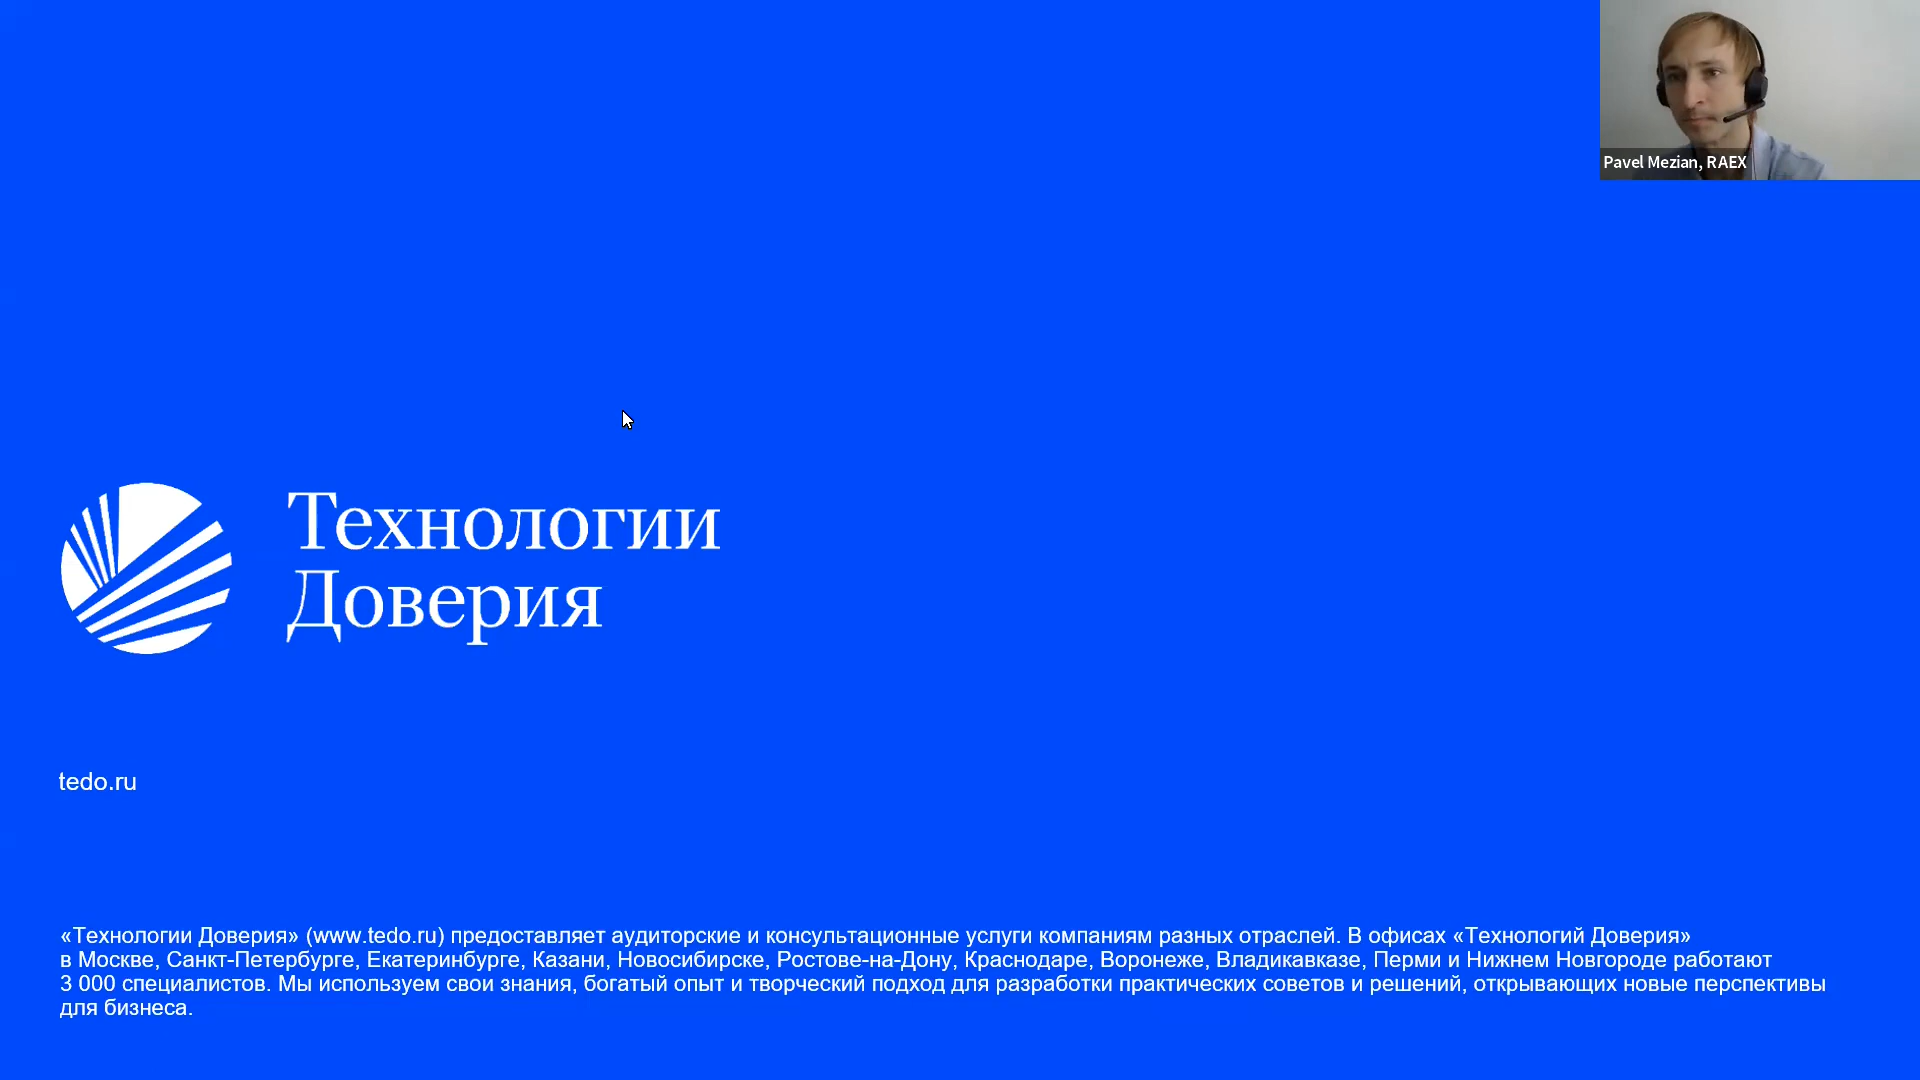 Pavel Mezian, RAEX
Технологии
Доверия
tedo.ru
«Технологии Доверия» (www.tedo.ru) предоставляет аудиторские и консультационные услуги компаниям разных отраслей. В офисах «Технологий Доверия»
в Москве, Санкт-Петербурге, Екатеринбурге, Казани, Новосибирске, Ростове-на-Дону, Краснодаре, Воронеже, Владикавказе, Перми и Нижнем Новгороде работают
3 000 специалистов. Мы используем свои знания, богатый опыт и творческий подход для разработки практических советов и решений, открывающих новые перспективы
для бизнеса.